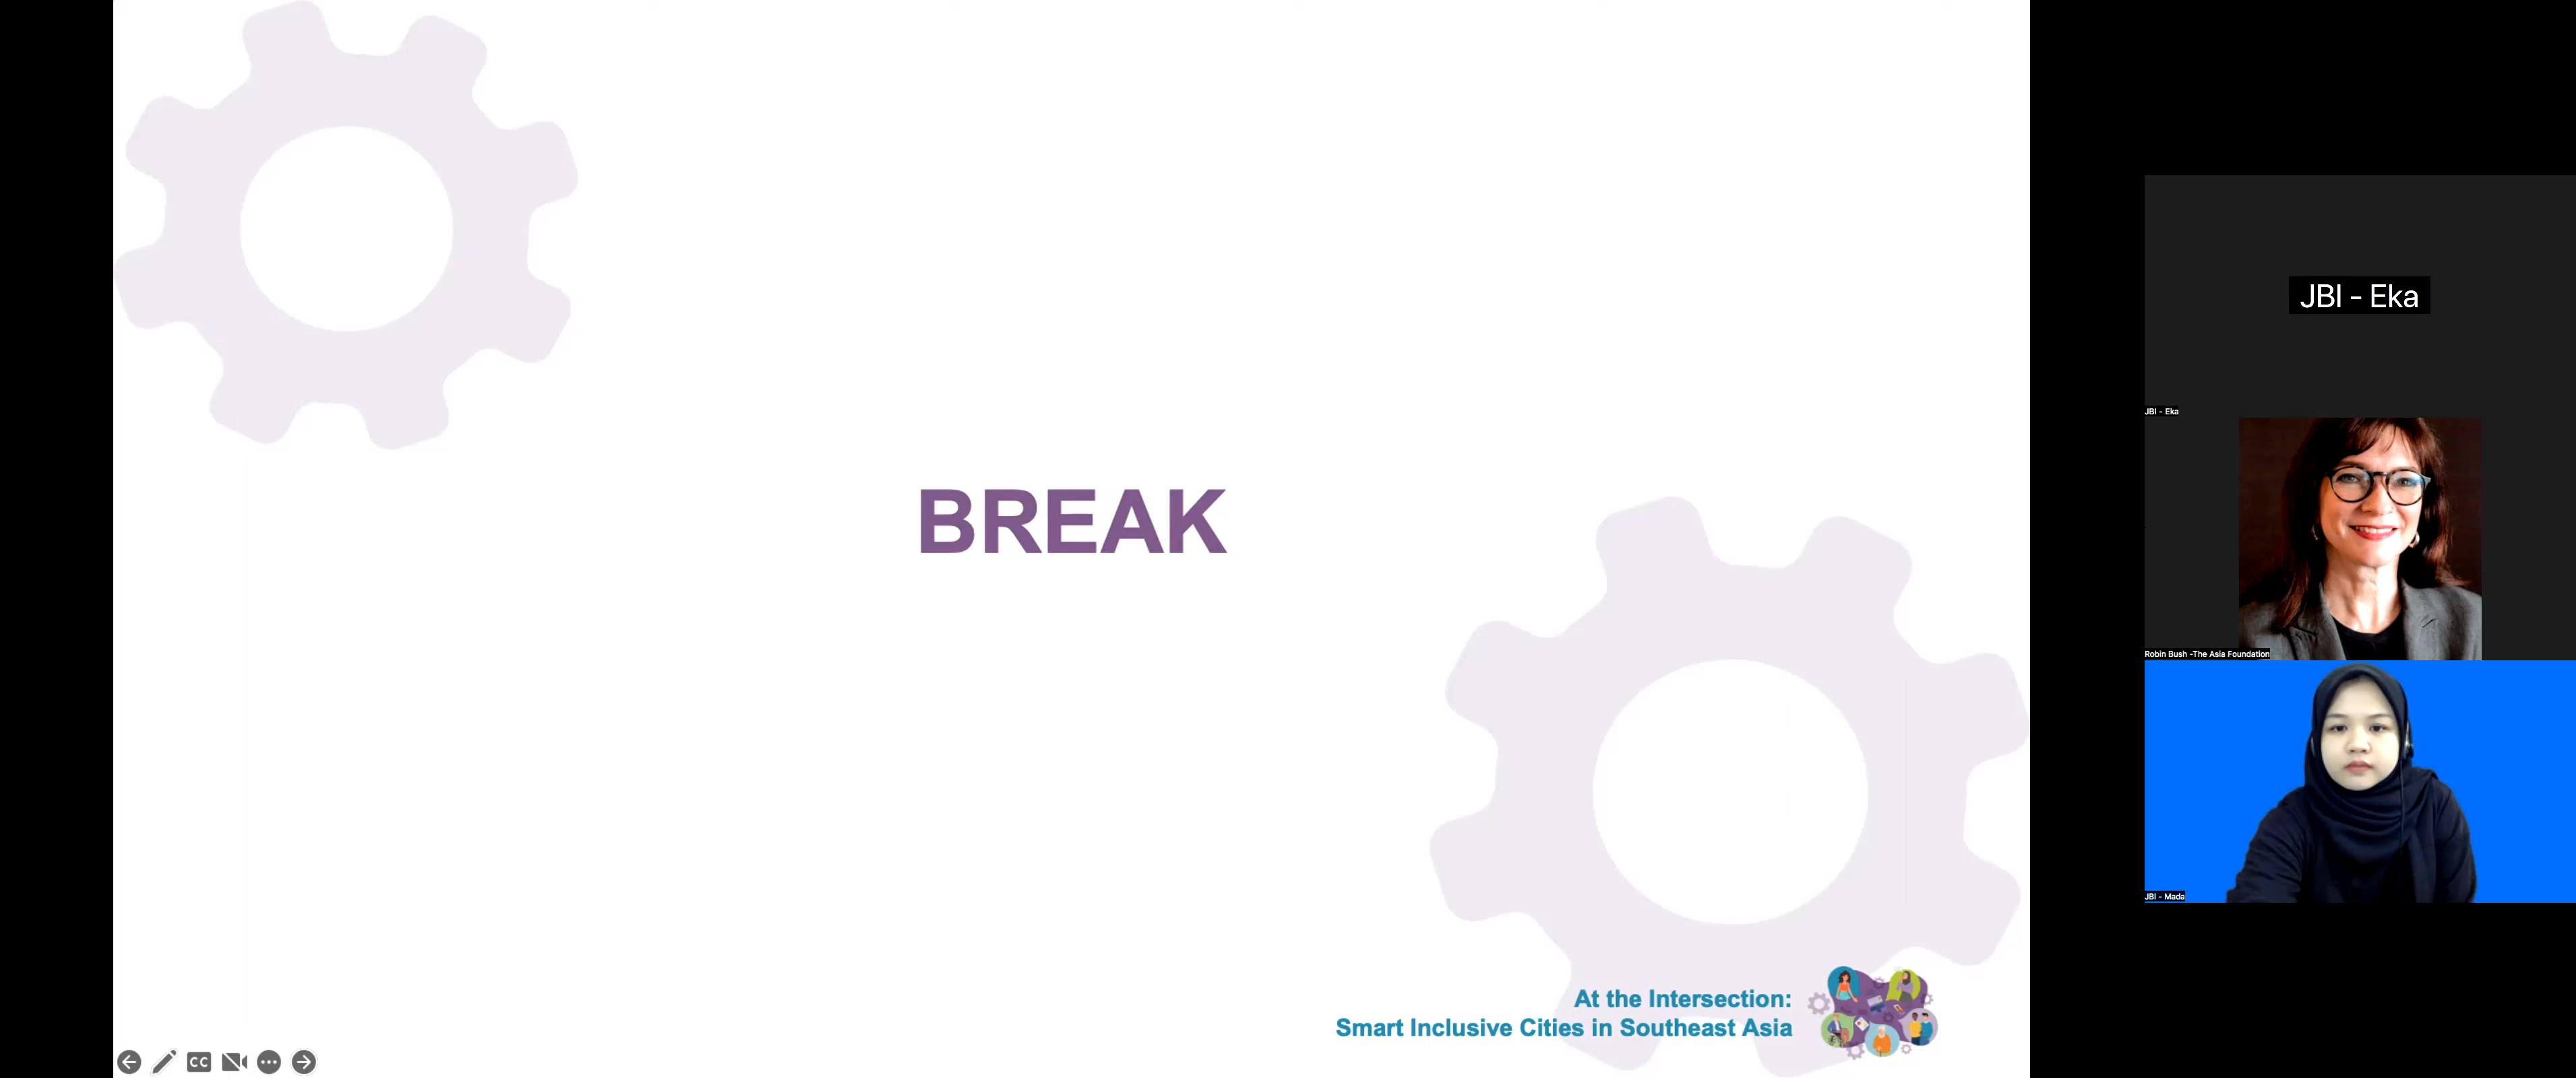 BREAK
At the Intersection:
Smart Inclusive Cities in Southeast Asia
CC
JBI - Eka
JBI - Eka
Robin Bush -The Asia Foundation
JBI - Mada